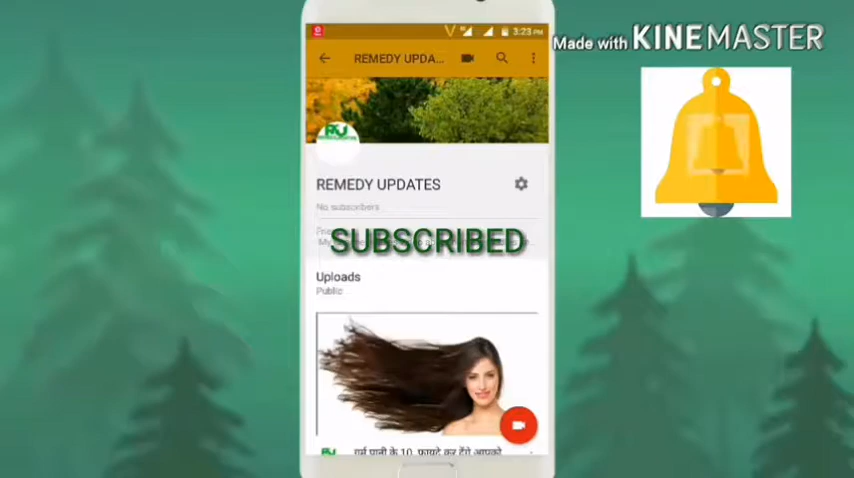 3:23 PM
Made with KINEMASTER
REMEDY UPDA...
RU
REMEDY UPDATES
No subscribers
SUBSCRIBED
Uploads
Public
गर्म पानी के 10, फायदे कर देंगे आपको